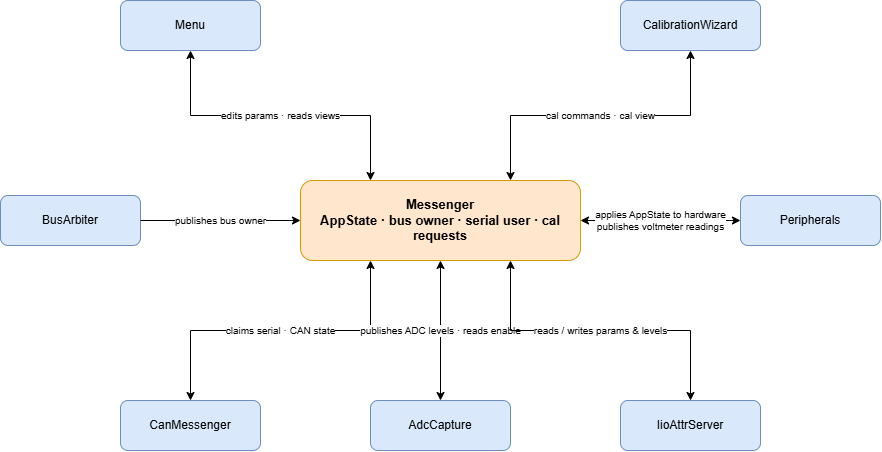 Menu
CalibrationWizard
edits params · reads views
cal commands · cal view
Messenger
AppState · bus owner · serial user · cal
requests
BusArbiter
publishes bus owner
applies AppState to hardware
publishes voltmeter readings
Peripherals
claims serial · CAN state
publishes ADC levels · reads enable
reads / writes params & levels
CanMessenger
AdcCapture
IioAttrServer